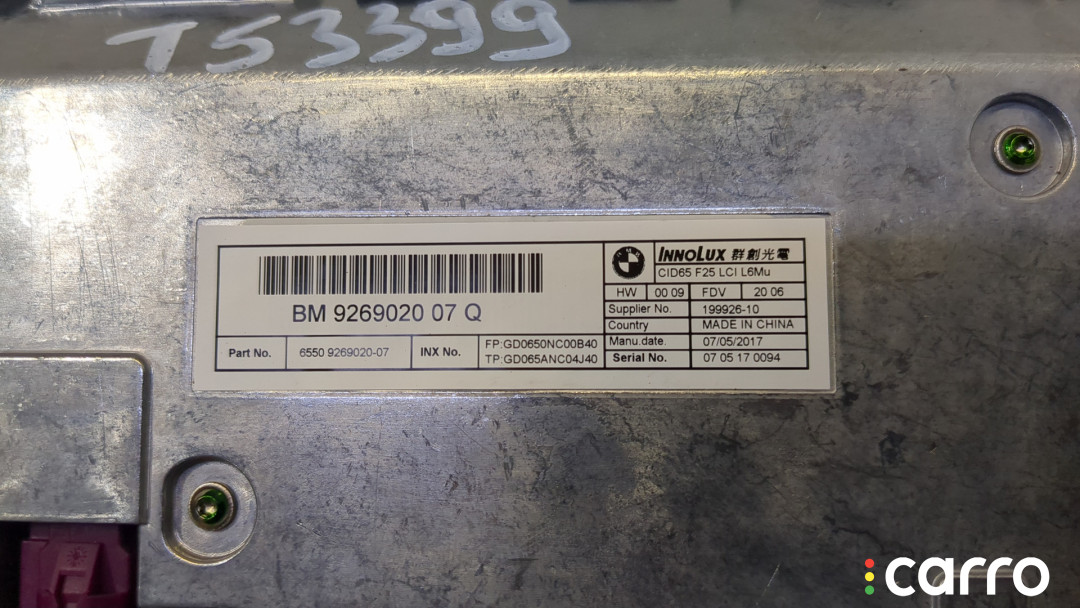 TS3399
BM 9269020 07 Q
Part No.
6550 9269020-07
INX No.
FP:GD0650NC00B40
TP:GD065ANC04J40
BMW
INNOLUX 群創光電
CID65 F25 LCI L6Mu
HW 00 09 FDV 20 06
Supplier No. 199926-10
Country MADE IN CHINA
Manu.date. 07/05/2017
Serial No. 07 05 17 0094
carro